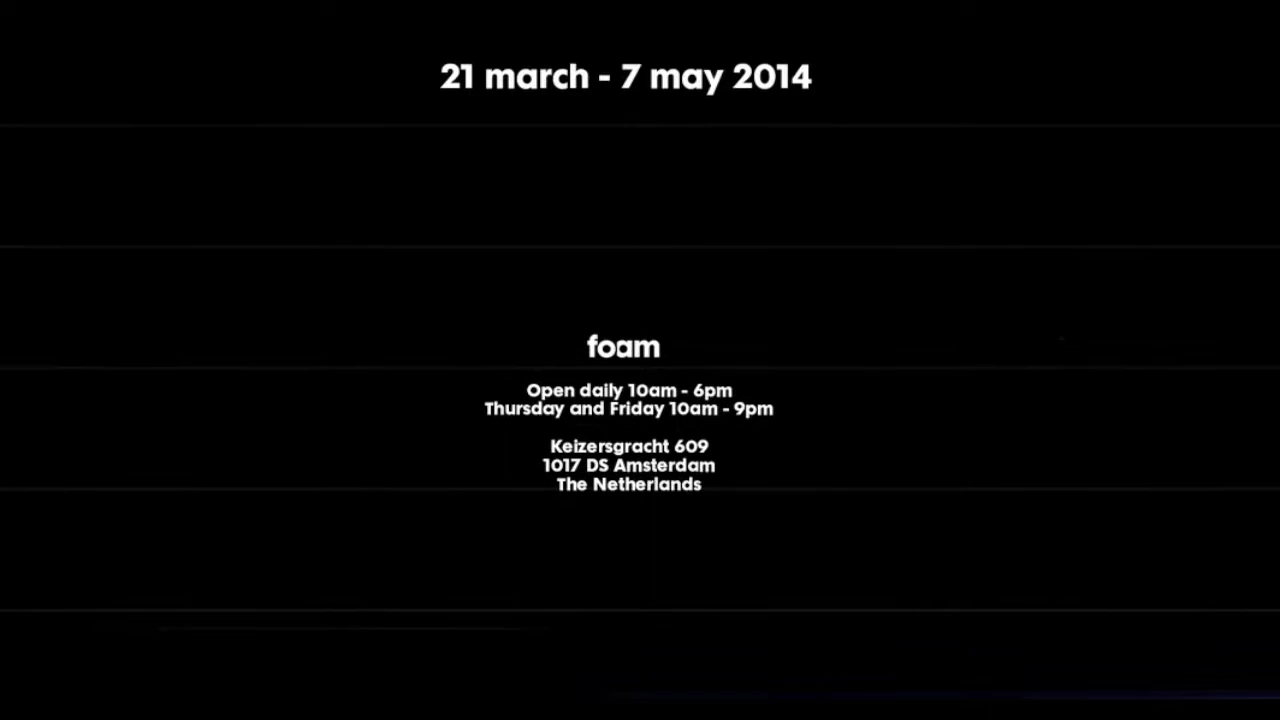 21 march - 7 may 2014
foam
Open daily 10am - 6pm
Thursday and Friday 10am - 9pm
Keizersgracht 609
1017 DS Amsterdam
The Netherlands